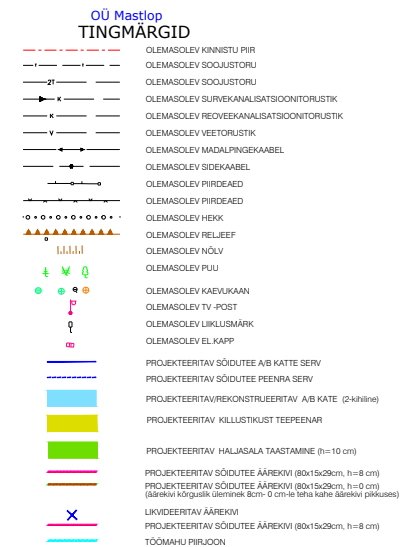 OÜ Mastlop
TINGMÄRGID
OLEMASOLEV KINNISTU PIIR
OLEMASOLEV SOOJUSTORU
2T OLEMASOLEV SOOJUSTORU
K OLEMASOLEV SURVEKANALISATSIOONITORUSTIK
K OLEMASOLEV REOVEEKANALISATSIOONITORUSTIK
V OLEMASOLEV VEETORUSTIK
OLEMASOLEV MADALPINGEKAABEL
OLEMASOLEV SIDEKAABEL
OLEMASOLEV PIIRDEAED
OLEMASOLEV PIIRDEAED
OLEMASOLEV HEKK
OLEMASOLEV RELJEEF
OLEMASOLEV NÕLV
OLEMASOLEV PUU
OLEMASOLEV KAEVUKAAN
OLEMASOLEV TV -POST
OLEMASOLEV LIIKLUSMÄRK
OLEMASOLEV EL.KAPP
PROJEKTEERITAV SÕIDUTEE A/B KATTE SERV
PROJEKTEERITAV SÕIDUTEE PEENRA SERV
PROJEKTEERITAV/REKONSTRUEERITAV A/B KATE (2-kihiline)
PROJEKTEERITAV KILLUSTIKUST TEEPEENAR
PROJEKTEERITAV HALJASALA TAASTAMINE (h=10 cm)
PROJEKTEERITAV SÕIDUTEE ÄÄREKIVI (80x15x29cm, h=8 cm)
PROJEKTEERITAV SÕIDUTEE ÄÄREKIVI (80x15x29cm, h=0 cm)
(äärekivi kõrguslik üleminek 8cm- 0 cm-le teha kahe äärekivi pikkuses)
LIKVIDEERITAV ÄÄREKIVI
PROJEKTEERITAV SÕIDUTEE ÄÄREKIVI (80x15x29cm, h=8 cm)
TÖÖMAHU PIIRJOON